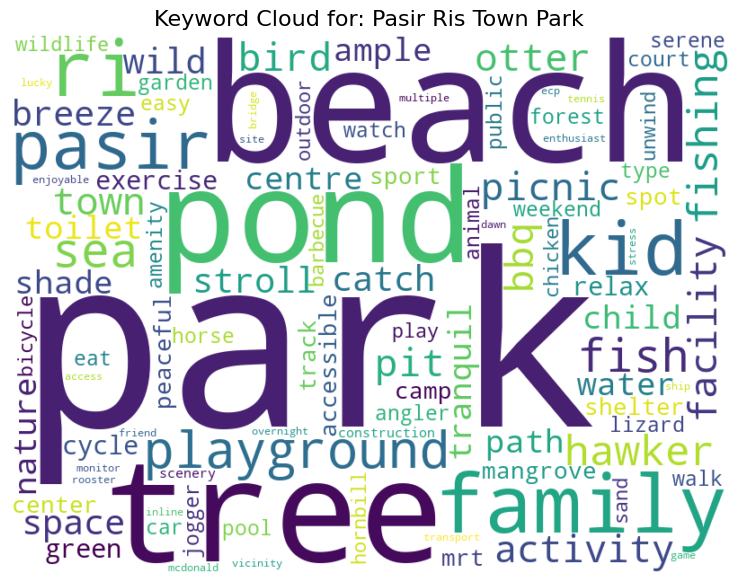 Keyword Cloud for: Pasir Ris Town Park
wildlife
ri
wild
bird
ample
otter
serene
court
lucky
garden
beach
multiple
ecp
tennis
breeze
easy
bridge
outdoor
watch
public
forest
unwind
fishing
pasir
site
enthusiast
enjoyable
exercise
centre
sport
picnic
type
town
pond
barbecue
animal
weekend
spot
toilet
amenity
dawn
bbq
chicken
kid
stress
sea
shade
stroll
catch
relax
facility
bicycle
park
peaceful
horse
track
accessible
play
tranquil
child
eat
pit
fish
access
camp
water
ship
nature
angler
shelter
lizard
cycle
friend
playground
overnight
construction
path
hawker
monitor
rooster
scenery
mangrove
walk
center
tree
hornbill
family
sand
space
inline
jogger
car
pool
transport
green
mcdonald
vicinity
mrt
activity
game